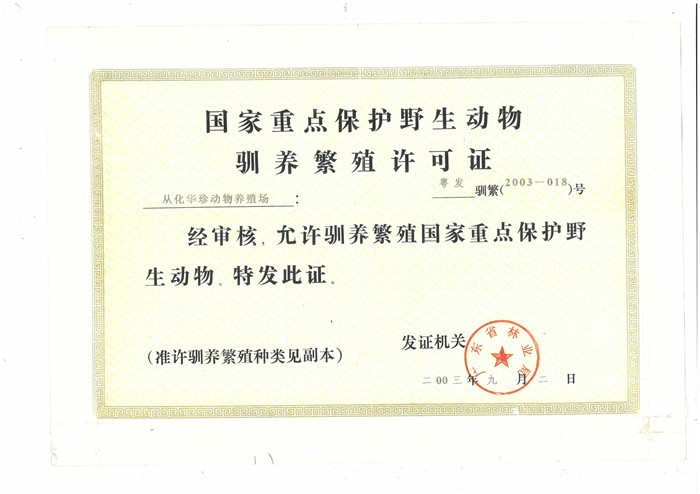 国家重点保护野生动物
驯养繁殖许可证
粤发驯繁(2003—018)号
从化华珍动物养殖场：
经审核，允许驯养繁殖国家重点保护野
生动物。特发此证。
发证机关
(准许驯养繁殖种类见副本)
广东省林业局
二00三年九月二日